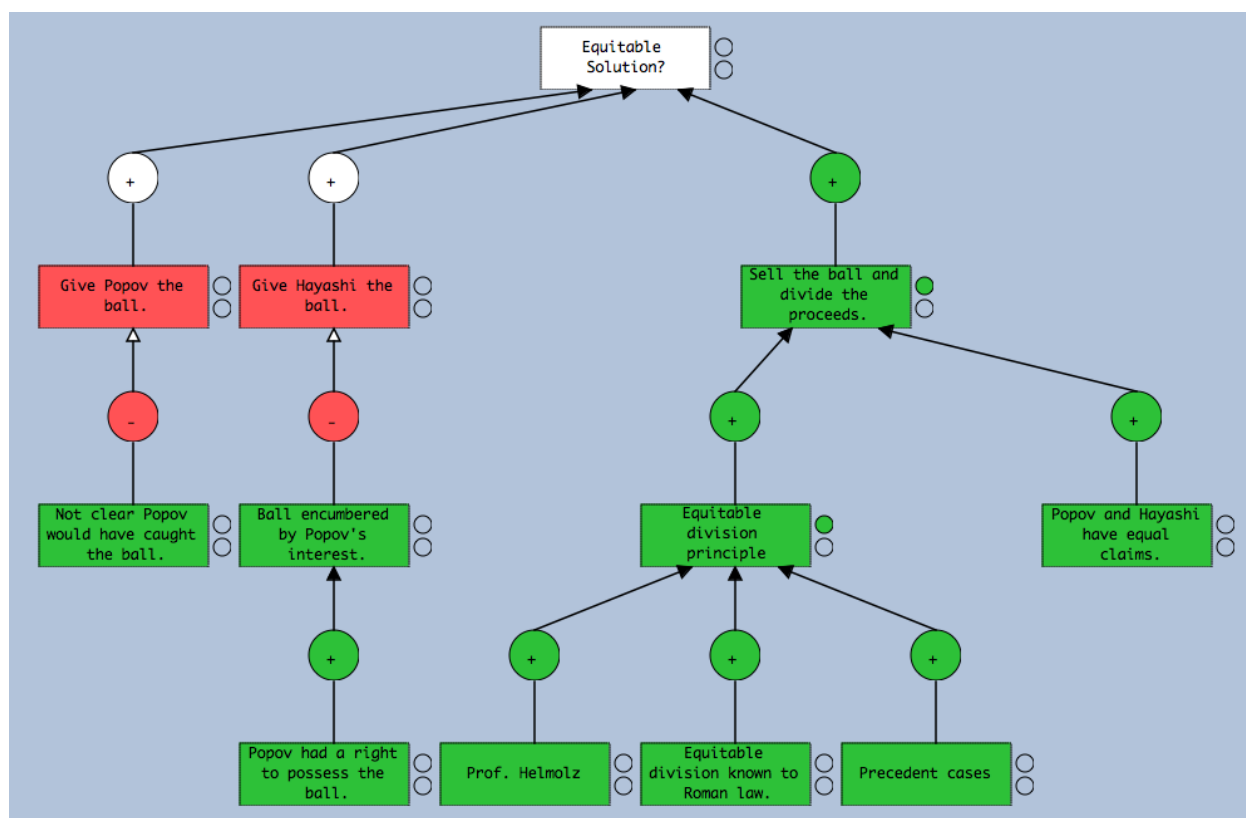 Equitable
Solution?
+
+
+
Give Popov the
ball.
Give Hayashi the
ball.
Sell the ball and
divide the
proceeds.
-
-
+
+
Not clear Popov
would have caught
the ball.
Ball encumbered
by Popov's
interest.
Equitable
division
principle
Popov and Hayashi
have equal
claims.
+
+
+
+
Popov had a right
to possess the
ball.
Prof. Helmolz
Equitable
division known to
Roman law.
Precedent cases